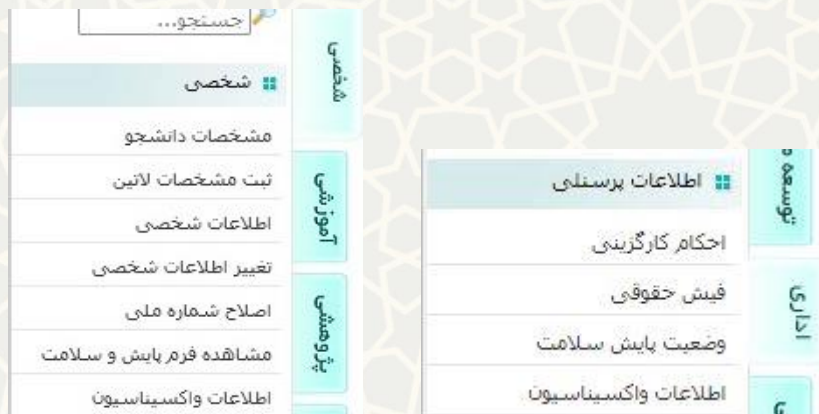 جستجو...
شخصی
مشخصات دانشجو
ثبت مشخصات لاتین
اطلاعات شخصی
تغییر اطلاعات شخصی
اصلاح شماره ملی
مشاهده فرم پایش و سلامت
اطلاعات واکسیناسیون
شخصی
آموزشی
پژوهشی
اطلاعات پرسنلی
احکام کارگزینی
فیش حقوقی
وضعیت پایش سلامت
اطلاعات واکسیناسیون
توسعه
اداری